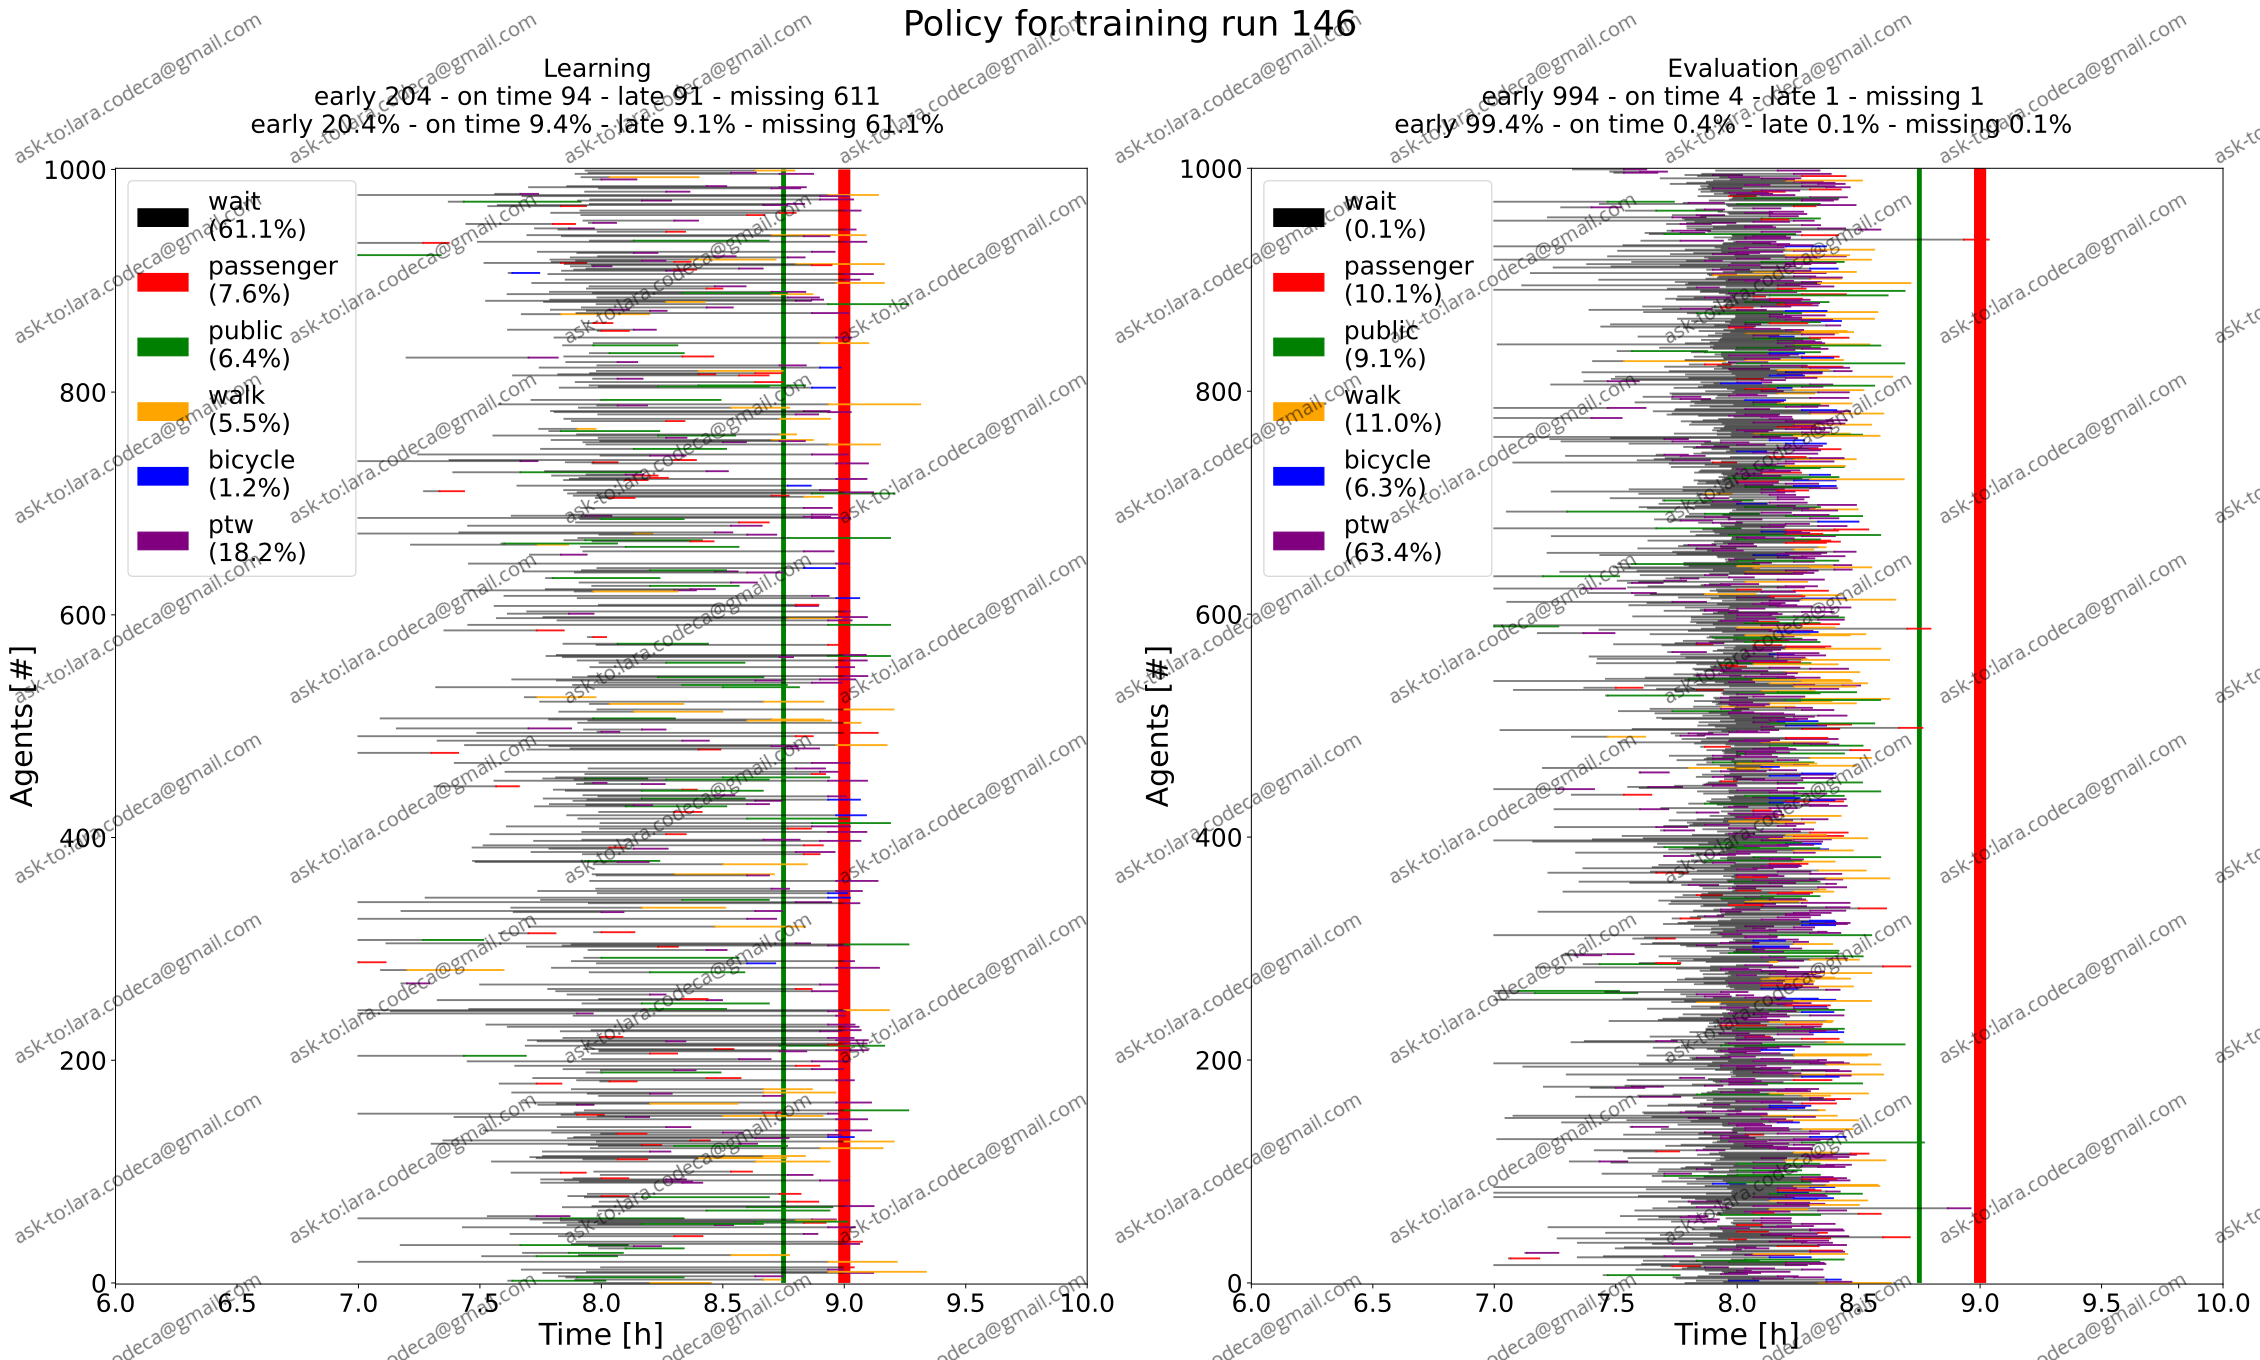 Policy for training run 146
Learning
early 204 - on time 94 - late 91 - missing 611
early 20.4% - on time 9.4% - late 9.1% - missing 61.1%
1000
800
600
400
200
0
Agents [#]
wait
(61.1%)
passenger
(7.6%)
public
(6.4%)
walk
(5.5%)
bicycle
(1.2%)
ptw
(18.2%)
6.0 6.5 7.0 7.5 8.0 8.5 9.0 9.5 10.0
Time [h]
Evaluation
early 994 - on time 4 - late 1 - missing 1
early 99.4% - on time 0.4% - late 0.1% - missing 0.1%
1000
800
600
400
200
0
Agents [#]
wait
(0.1%)
passenger
(10.1%)
public
(9.1%)
walk
(11.0%)
bicycle
(6.3%)
ptw
(63.4%)
6.0 6.5 7.0 7.5 8.0 8.5 9.0 9.5 10.0
Time [h]
ask-to:lara.codeca@gmail.com